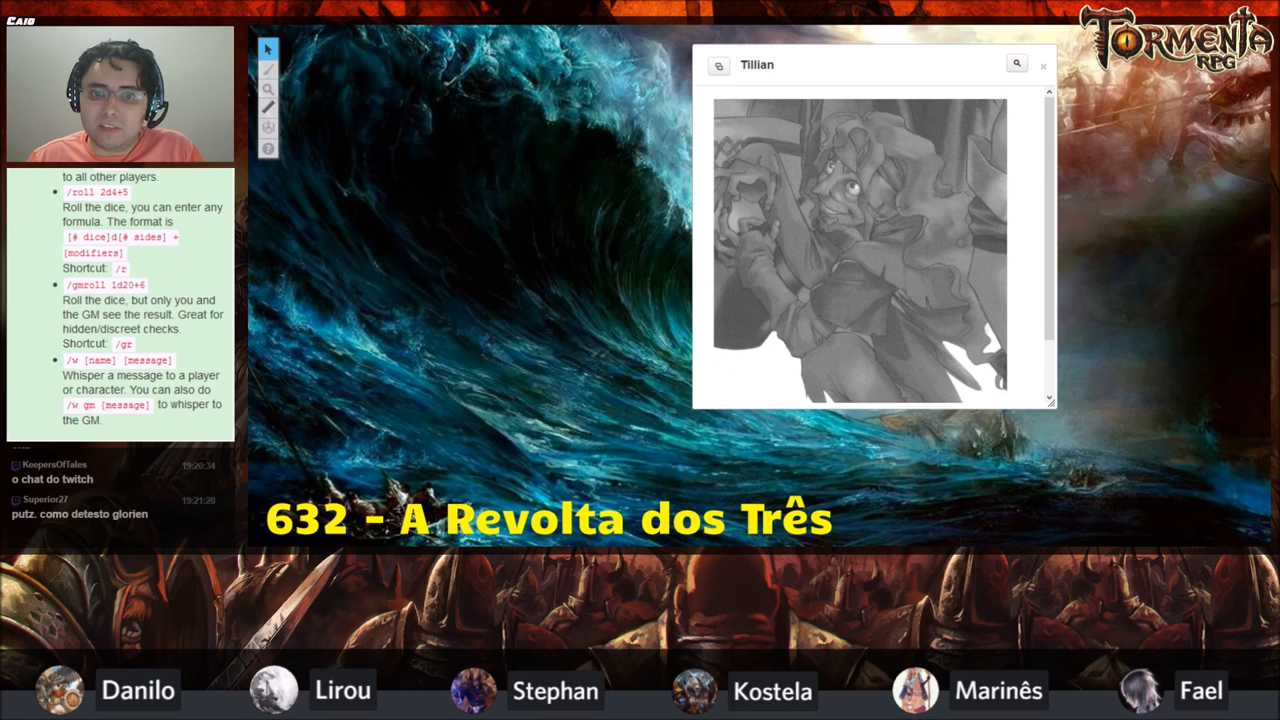 Caio
TORMENTA
RPG
Tillian
to all other players.
/roll 2d4+5
Roll the dice, you can enter any
formula. The format is
[# dice]d[# sides] +
[modifiers]
Shortcut: /r
/gmroll 1d20+6
Roll the dice, but only you and
the GM see the result. Great for
hidden/discreet checks.
Shortcut: /gr
/w [name] [message]
Whisper a message to a player
or character. You can also do
/w gm [message] to whisper to
the GM.
KeepersOfTales 19:20:34
o chat do twitch
Superior27 19:21:20
putz. como detesto glorien
632 - A Revolta dos Três
Danilo
Lirou
Stephan
Kostela
Marinês
Fael